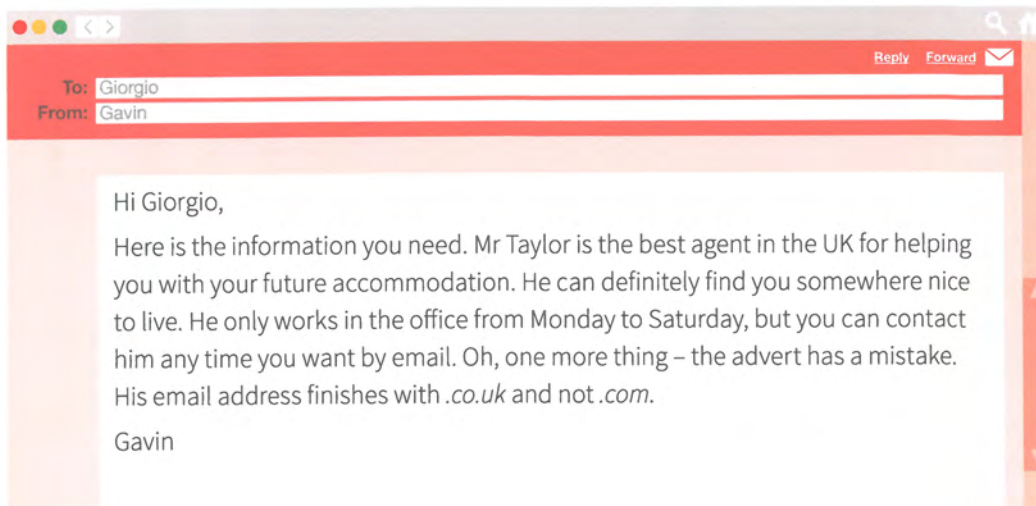 Reply Forward
To: Giorgio
From: Gavin
Hi Giorgio,
Here is the information you need. Mr Taylor is the best agent in the UK for helping
you with your future accommodation. He can definitely find you somewhere nice
to live. He only works in the office from Monday to Saturday, but you can contact
him any time you want by email. Oh, one more thing – the advert has a mistake.
His email address finishes with .co.uk and not .com.
Gavin